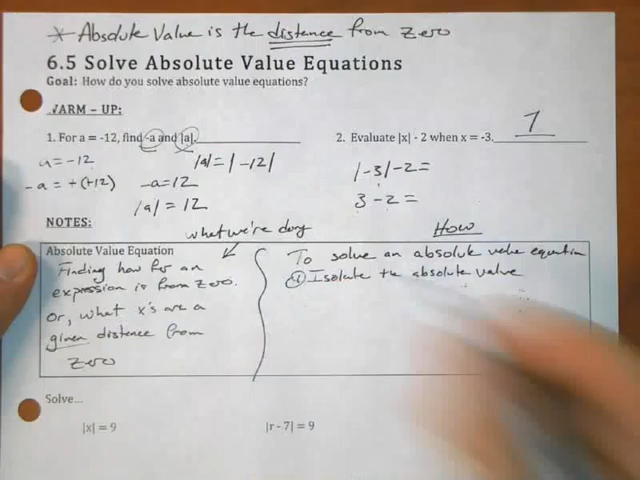 * Absolute Value is the distance from zero
6.5 Solve Absolute Value Equations
Goal: How do you solve absolute value equations?
WARM – UP:
1. For a = -12, find -a and |a|.
2. Evaluate |x| - 2 when x = -3.
1
a = -12
|a| = |-12|
|-3| - 2 =
-a = +(+12)
-a = 12
3 - 2 =
|a| = 12
NOTES:
what we're doing
How
Absolute Value Equation
Finding how far an
expression is from zero.
Or, what x's are a
given distance from
zero
To solve an absolute value equation
① Isolate the absolute value
Solve...
|x| = 9
|r - 7| = 9